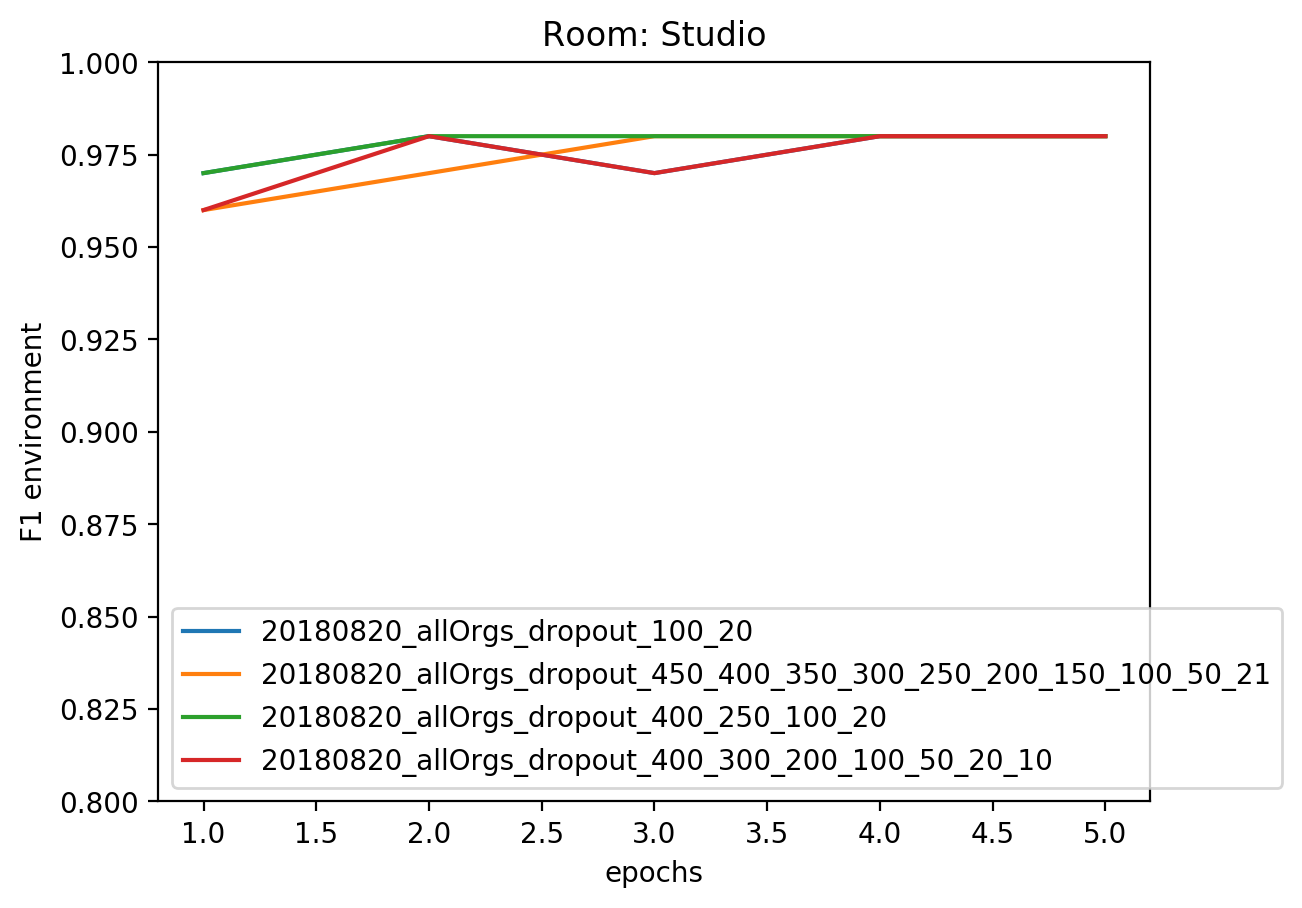 Room: Studio
1.000
0.975
0.950
0.925
0.900
0.875
0.850
0.825
0.800
F1 environment
20180820_allOrgs_dropout_100_20
20180820_allOrgs_dropout_450_400_350_300_250_200_150_100_50_21
20180820_allOrgs_dropout_400_250_100_20
20180820_allOrgs_dropout_400_300_200_100_50_20_10
1.0 1.5 2.0 2.5 3.0 3.5 4.0 4.5 5.0
epochs